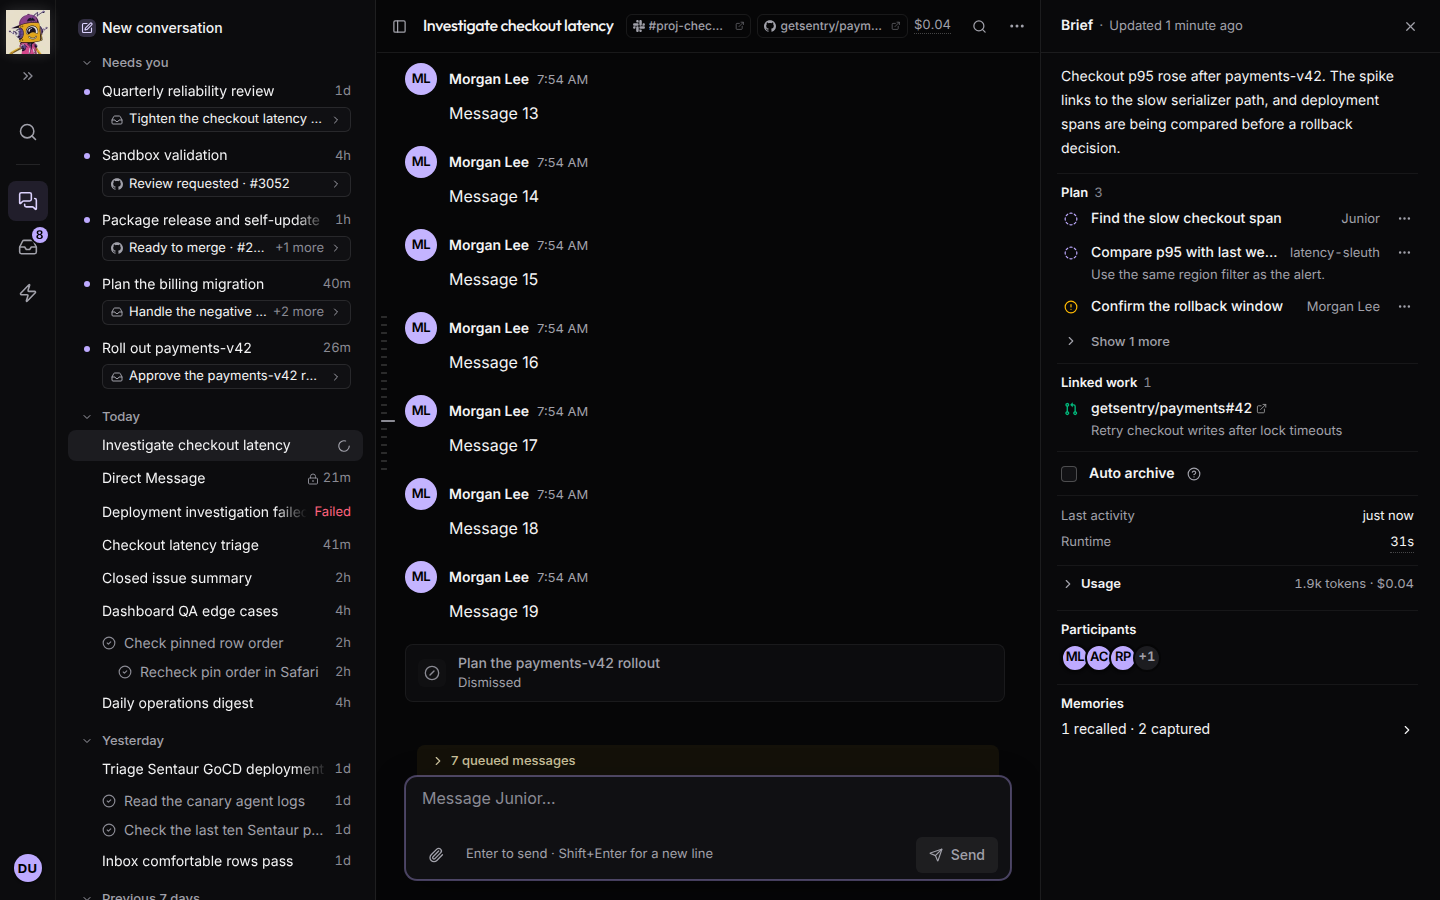 New conversation
Needs you
Quarterly reliability review 1d
Tighten the checkout latency ...
Sandbox validation 4h
Review requested · #3052
Package release and self-update 1h
Ready to merge · #2... +1 more
Plan the billing migration 40m
Handle the negative ... +2 more
Roll out payments-v42 26m
Approve the payments-v42 r...
Today
Investigate checkout latency
Direct Message 21m
Deployment investigation failed Failed
Checkout latency triage 41m
Closed issue summary 2h
Dashboard QA edge cases 4h
Check pinned row order 2h
Recheck pin order in Safari 2h
Daily operations digest 4h
Yesterday
Triage Sentaur GoCD deployment 1d
Read the canary agent logs 1d
Check the last ten Sentaur p... 1d
Inbox comfortable rows pass 1d
Previous 7 days
8
DU
Investigate checkout latency #proj-chec... getsentry/paym... $0.04
ML Morgan Lee 7:54 AM
Message 13
ML Morgan Lee 7:54 AM
Message 14
ML Morgan Lee 7:54 AM
Message 15
ML Morgan Lee 7:54 AM
Message 16
ML Morgan Lee 7:54 AM
Message 17
ML Morgan Lee 7:54 AM
Message 18
ML Morgan Lee 7:54 AM
Message 19
Plan the payments-v42 rollout
Dismissed
7 queued messages
Message Junior...
Enter to send · Shift+Enter for a new line Send
Brief · Updated 1 minute ago
Checkout p95 rose after payments-v42. The spike
links to the slow serializer path, and deployment
spans are being compared before a rollback
decision.
Plan 3
Find the slow checkout span Junior
Compare p95 with last we... latency-sleuth
Use the same region filter as the alert.
Confirm the rollback window Morgan Lee
Show 1 more
Linked work 1
getsentry/payments#42
Retry checkout writes after lock timeouts
Auto archive
Last activity just now
Runtime 31s
Usage 1.9k tokens · $0.04
Participants
ML AC RP +1
Memories
1 recalled · 2 captured